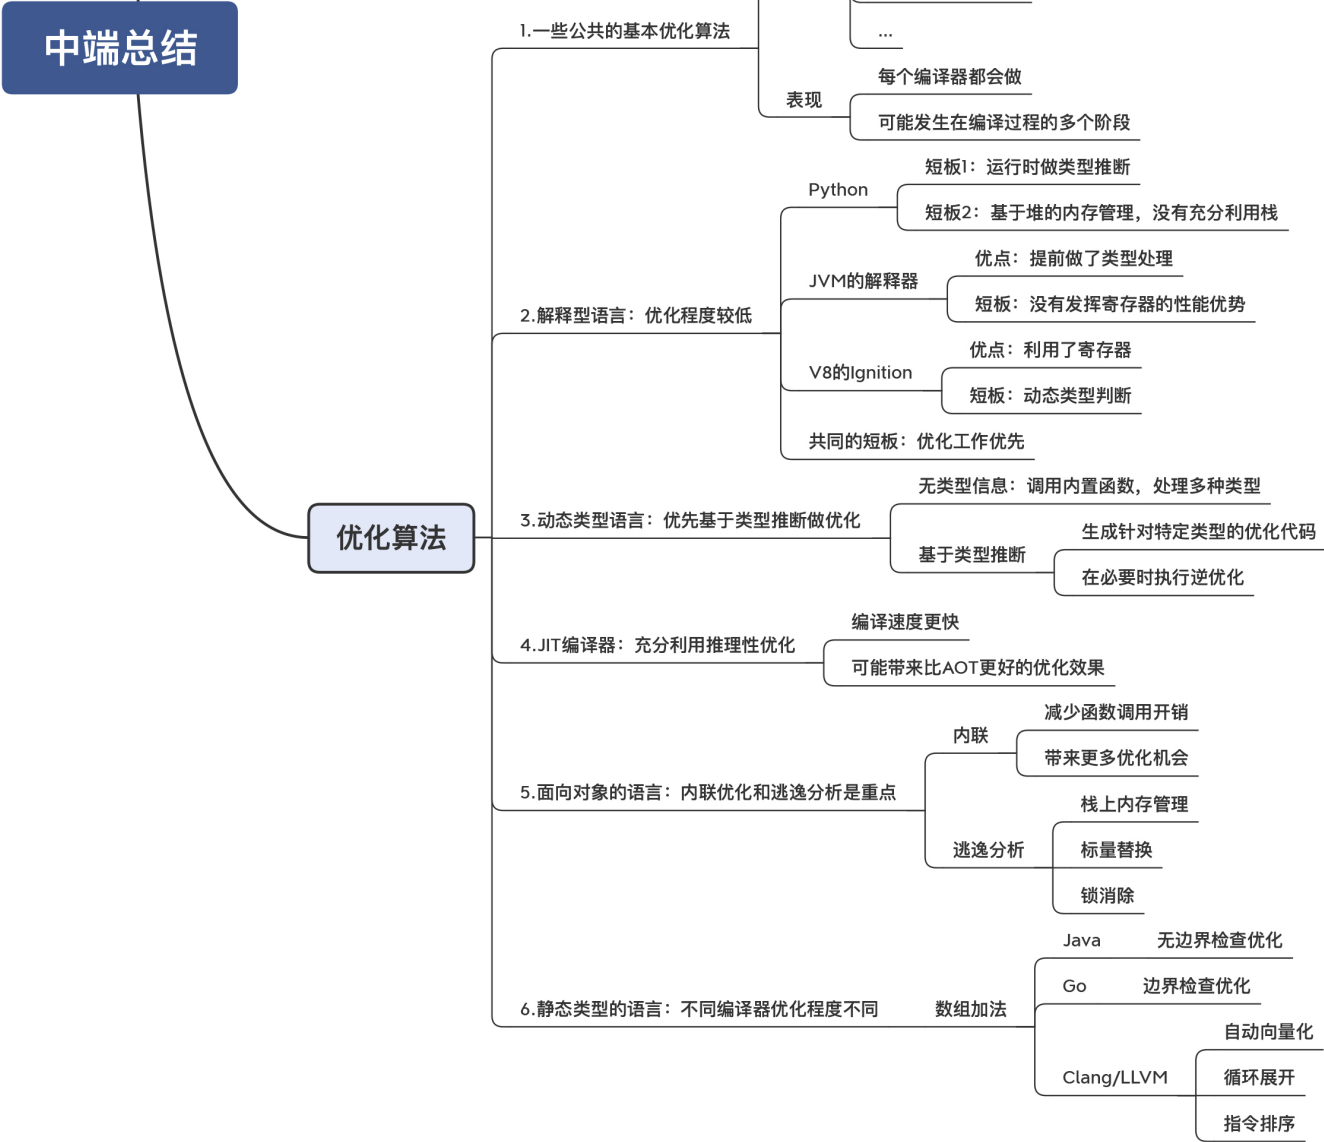 中端总结
优化算法
1.一些公共的基本优化算法
...
表现
每个编译器都会做
可能发生在编译过程的多个阶段
2.解释型语言：优化程度较低
Python
短板1：运行时做类型推断
短板2：基于堆的内存管理，没有充分利用栈
JVM的解释器
优点：提前做了类型处理
短板：没有发挥寄存器的性能优势
V8的Ignition
优点：利用了寄存器
短板：动态类型判断
共同的短板：优化工作优先
3.动态类型语言：优先基于类型推断做优化
无类型信息：调用内置函数，处理多种类型
基于类型推断
生成针对特定类型的优化代码
在必要时执行逆优化
4.JIT编译器：充分利用推理性优化
编译速度更快
可能带来比AOT更好的优化效果
5.面向对象的语言：内联优化和逃逸分析是重点
内联
减少函数调用开销
带来更多优化机会
逃逸分析
栈上内存管理
标量替换
锁消除
6.静态类型的语言：不同编译器优化程度不同
数组加法
Java
无边界检查优化
Go
边界检查优化
Clang/LLVM
自动向量化
循环展开
指令排序